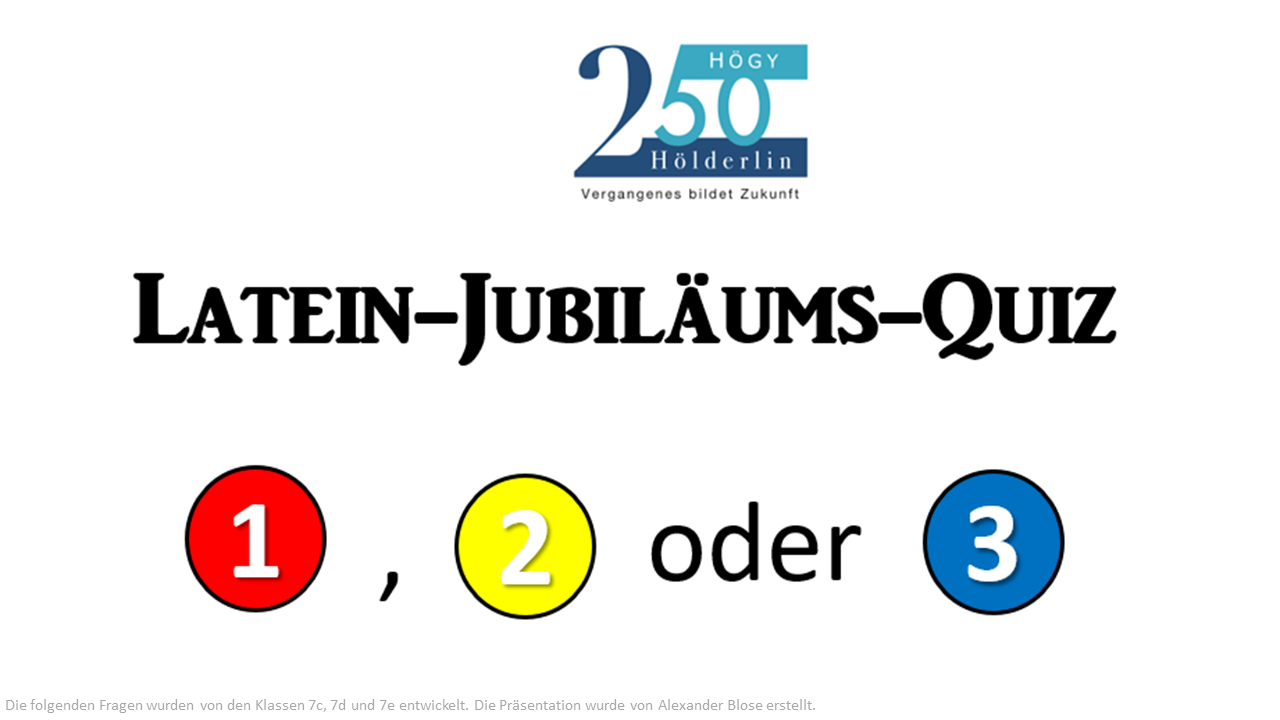 HÖGY
250
Hölderlin
Vergangenes bildet Zukunft
LATEIN-JUBILÄUMS-QUIZ
1 , 2 oder 3
Die folgenden Fragen wurden von den Klassen 7c, 7d und 7e entwickelt. Die Präsentation wurde von Alexander Blose erstellt.